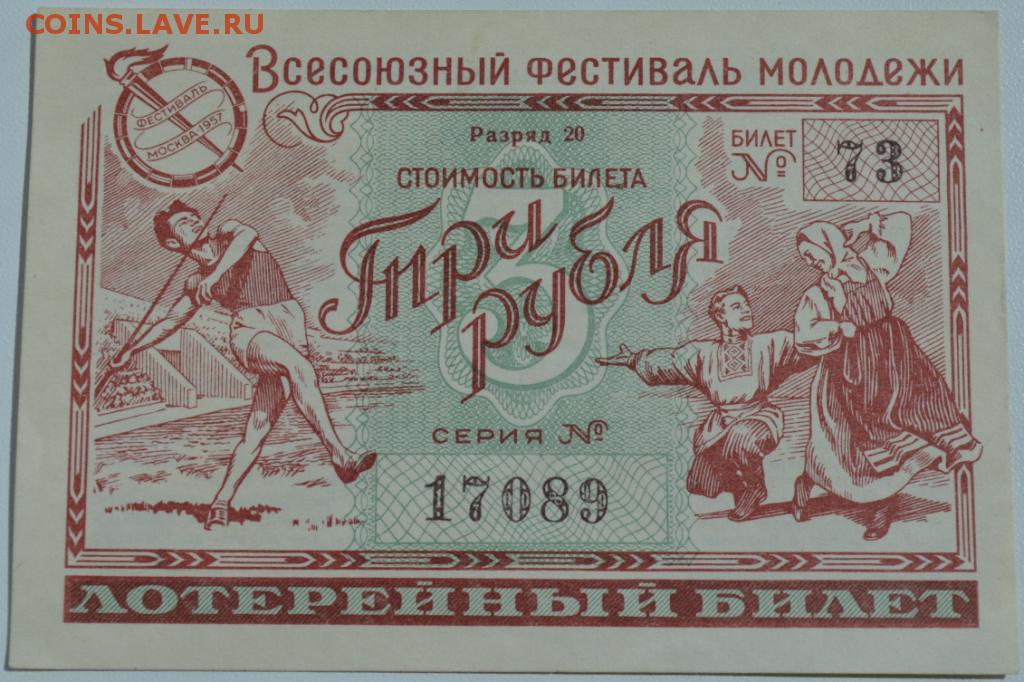 COINS.LAVE.RU
Всесоюзный фестиваль молодежи
ФЕСТИВАЛЬ
МОСКВА-1957
Разряд 20
СТОИМОСТЬ БИЛЕТА
3
Три рубля
БИЛЕТ
№ 73
СЕРИЯ №
17089
ЛОТЕРЕЙНЫЙ БИЛЕТ